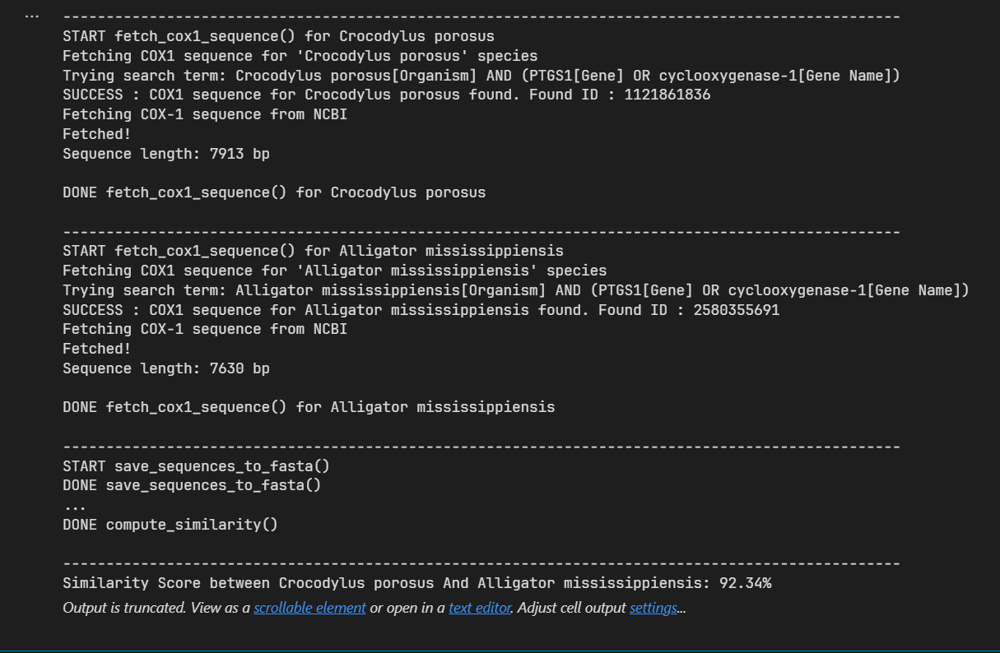 ...
----------------------------------------------------------------------------------------------------
START fetch_cox1_sequence() for Crocodylus porosus
Fetching COX1 sequence for 'Crocodylus porosus' species
Trying search term: Crocodylus porosus[Organism] AND (PTGS1[Gene] OR cyclooxygenase-1[Gene Name])
SUCCESS : COX1 sequence for Crocodylus porosus found. Found ID : 1121861836
Fetching COX-1 sequence from NCBI
Fetched!
Sequence length: 7913 bp
DONE fetch_cox1_sequence() for Crocodylus porosus
----------------------------------------------------------------------------------------------------
START fetch_cox1_sequence() for Alligator mississippiensis
Fetching COX1 sequence for 'Alligator mississippiensis' species
Trying search term: Alligator mississippiensis[Organism] AND (PTGS1[Gene] OR cyclooxygenase-1[Gene Name])
SUCCESS : COX1 sequence for Alligator mississippiensis found. Found ID : 2580355691
Fetching COX-1 sequence from NCBI
Fetched!
Sequence length: 7630 bp
DONE fetch_cox1_sequence() for Alligator mississippiensis
----------------------------------------------------------------------------------------------------
START save_sequences_to_fasta()
DONE save_sequences_to_fasta()
...
DONE compute_similarity()
----------------------------------------------------------------------------------------------------
Similarity Score between Crocodylus porosus And Alligator mississippiensis: 92.34%
Output is truncated. View as a scrollable element or open in a text editor. Adjust cell output settings...